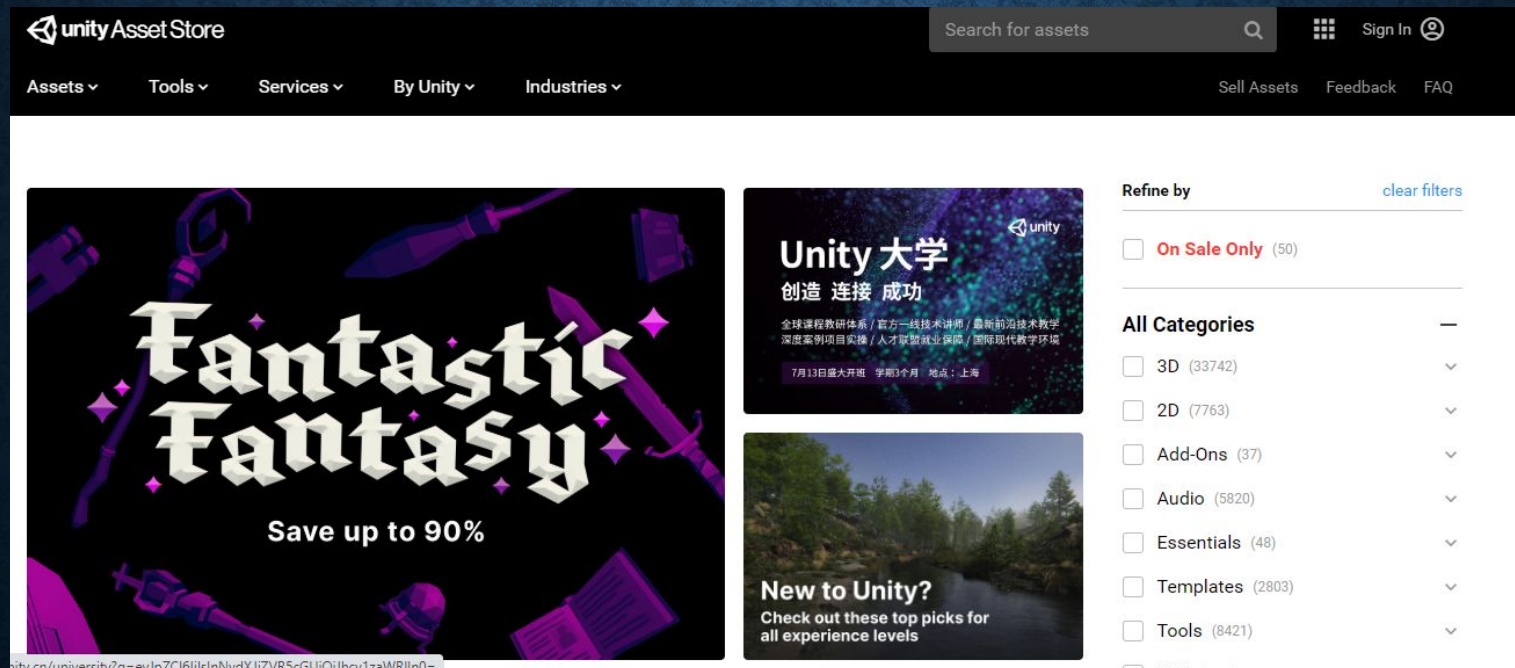 unity Asset Store
Search for assets
Sign In
Assets
Tools
Services
By Unity
Industries
Sell Assets
Feedback
FAQ
Fantastic
Fantasy
Save up to 90%
unity
Unity 大学
创造 连接 成功
全球课程教研体系 / 官方一线技术讲师 / 最新前沿技术教学
深度案例项目实操 / 人才联盟就业保障 / 国际现代教学环境
7月13日盛大开班 学期3个月 地点：上海
New to Unity?
Check out these top picks for
all experience levels
Refine by
clear filters
On Sale Only (50)
All Categories
3D (33742)
2D (7763)
Add-Ons (37)
Audio (5820)
Essentials (48)
Templates (2803)
Tools (8421)